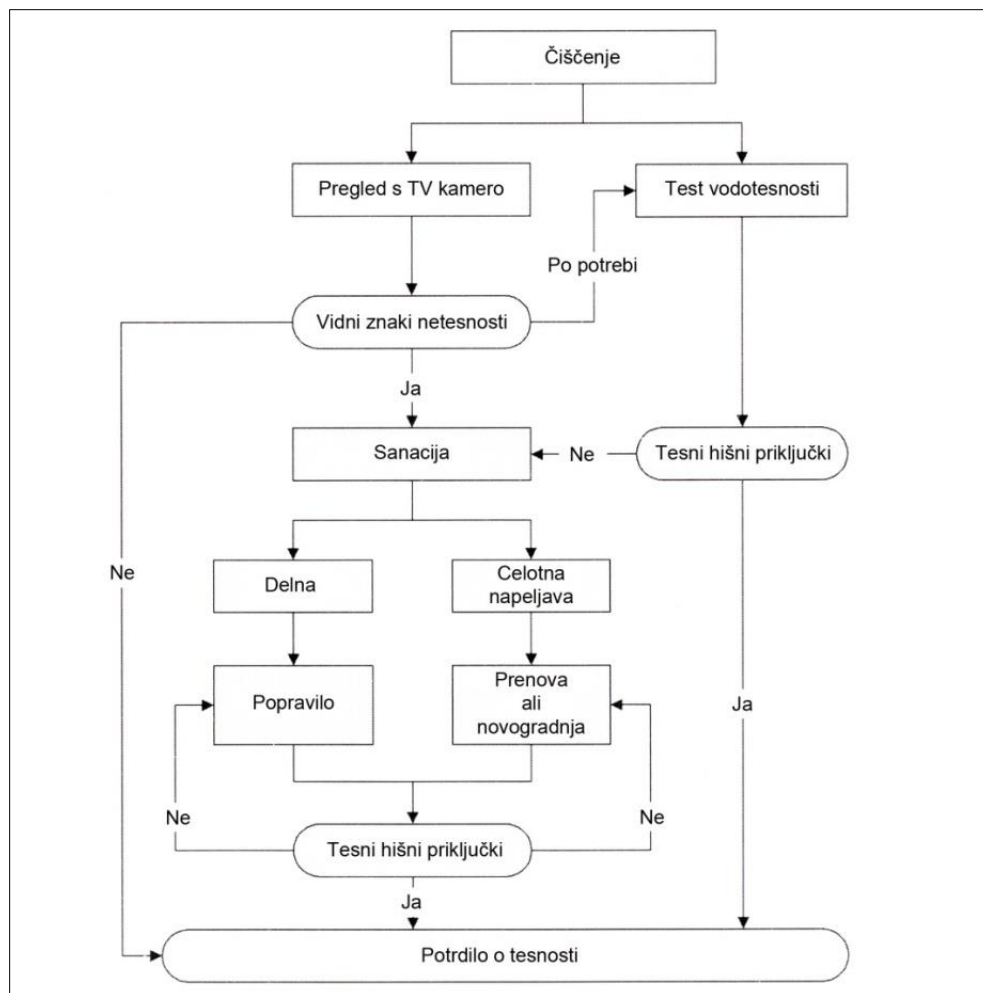 Čiščenje
Pregled s TV kamero
Test vodotesnosti
Po potrebi
Vidni znaki netesnosti
Ja
Sanacija
Ne
Tesni hišni priključki
Ne
Delna
Celotna
napeljava
Popravilo
Prenova
ali
novogradnja
Ja
Ne
Ne
Tesni hišni priključki
Ja
Potrdilo o tesnosti